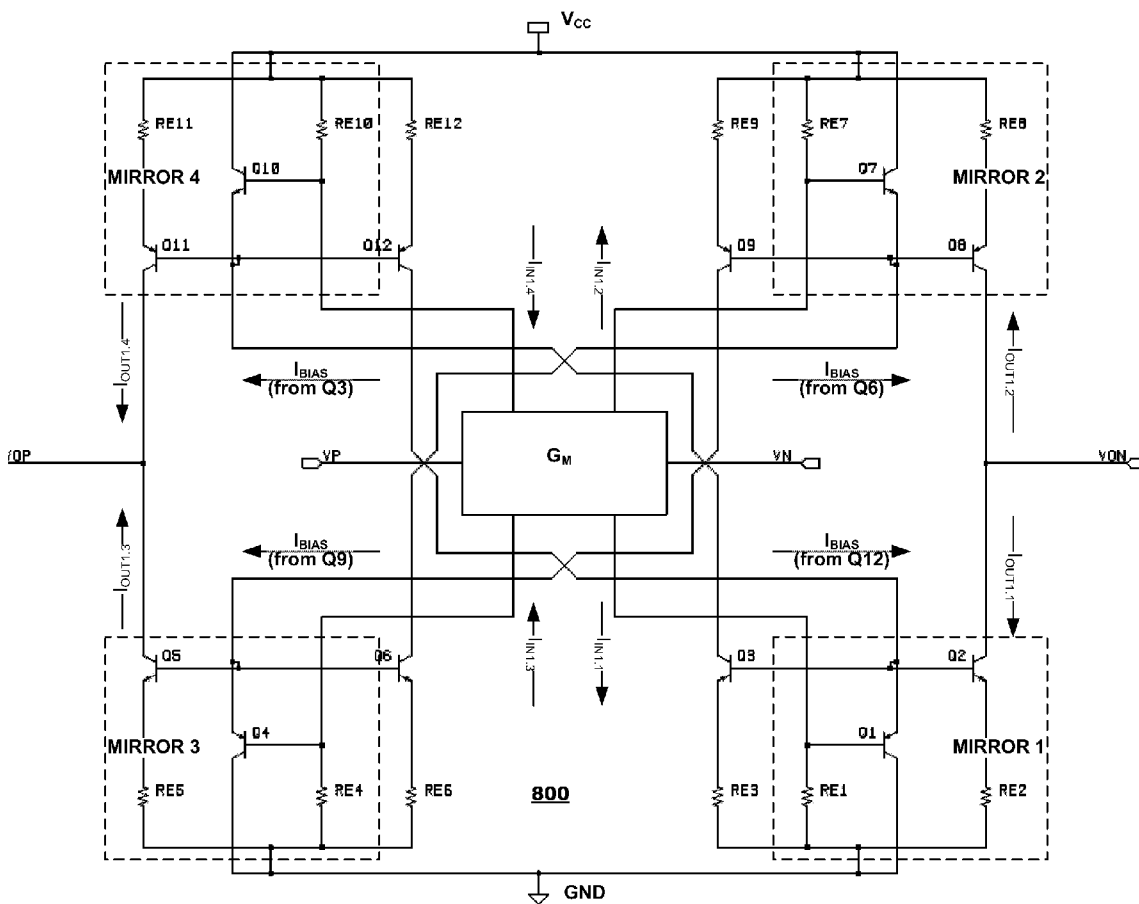 VCC
RE11 RE10 RE12 RE9 RE7 RE8
MIRROR 4 Q10 Q7 MIRROR 2
Q11 Q12 Q9 Q8
IIN1.4 IIN1.2
IOUT1.4 IOUT1.2
IBIAS
(from Q3)
IBIAS
(from Q6)
VP GM VN VON
IBIAS
(from Q9)
IBIAS
(from Q12)
IOUT1.3 IOUT1.1
IIN1.3 IIN1.1
Q5 Q6 Q3 Q2
MIRROR 3 Q4 Q1 MIRROR 1
RE5 RE4 RE6 RE3 RE1 RE2
800
GND